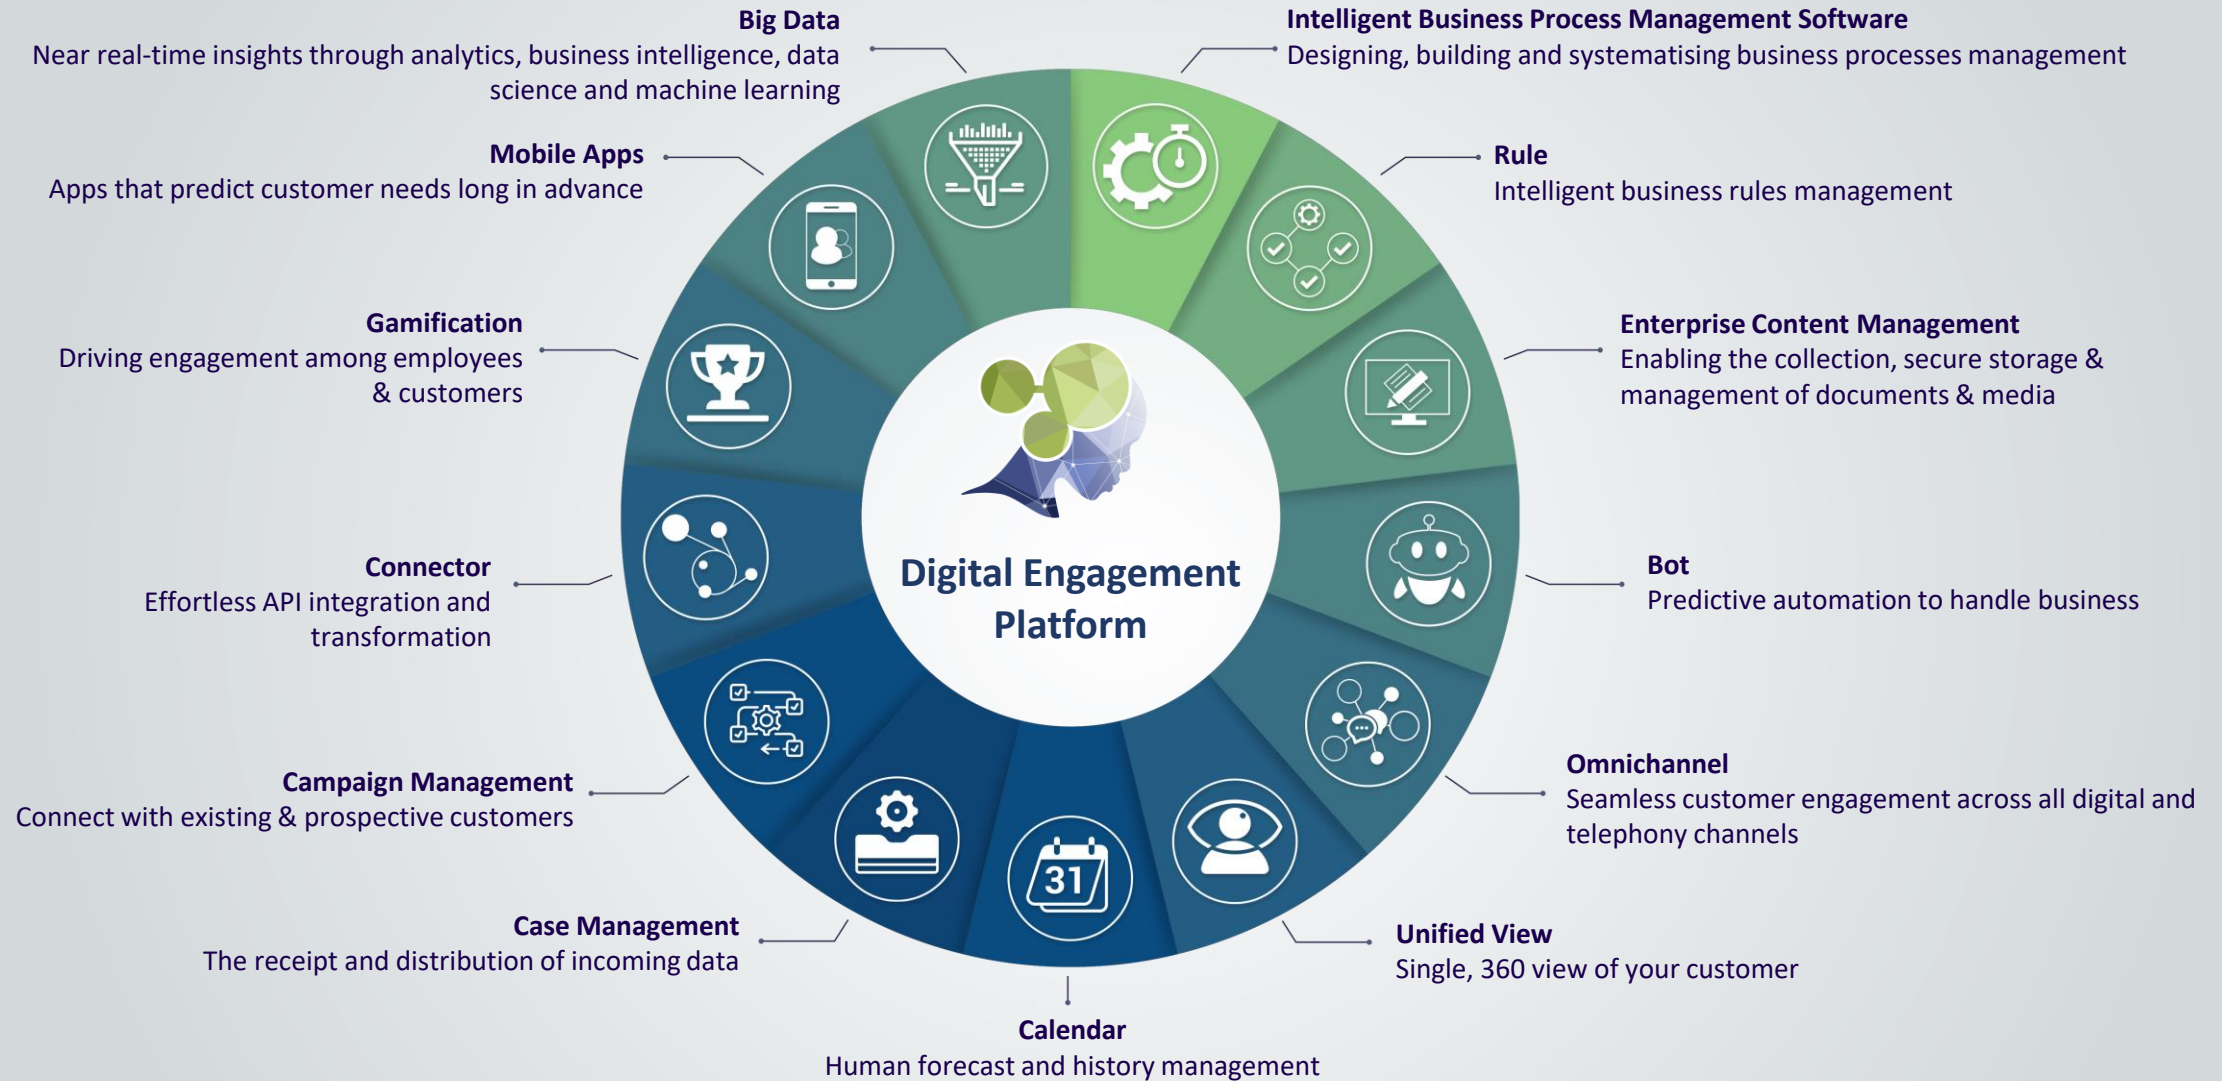 Big Data
Near real-time insights through analytics, business intelligence, data
science and machine learning
Intelligent Business Process Management Software
Designing, building and systematising business processes management
Mobile Apps
Apps that predict customer needs long in advance
Rule
Intelligent business rules management
Gamification
Driving engagement among employees
& customers
Enterprise Content Management
Enabling the collection, secure storage &
management of documents & media
Digital Engagement
Platform
Connector
Effortless API integration and
transformation
Bot
Predictive automation to handle business
Campaign Management
Connect with existing & prospective customers
Omnichannel
Seamless customer engagement across all digital and
telephony channels
31
Case Management
The receipt and distribution of incoming data
Unified View
Single, 360 view of your customer
Calendar
Human forecast and history management